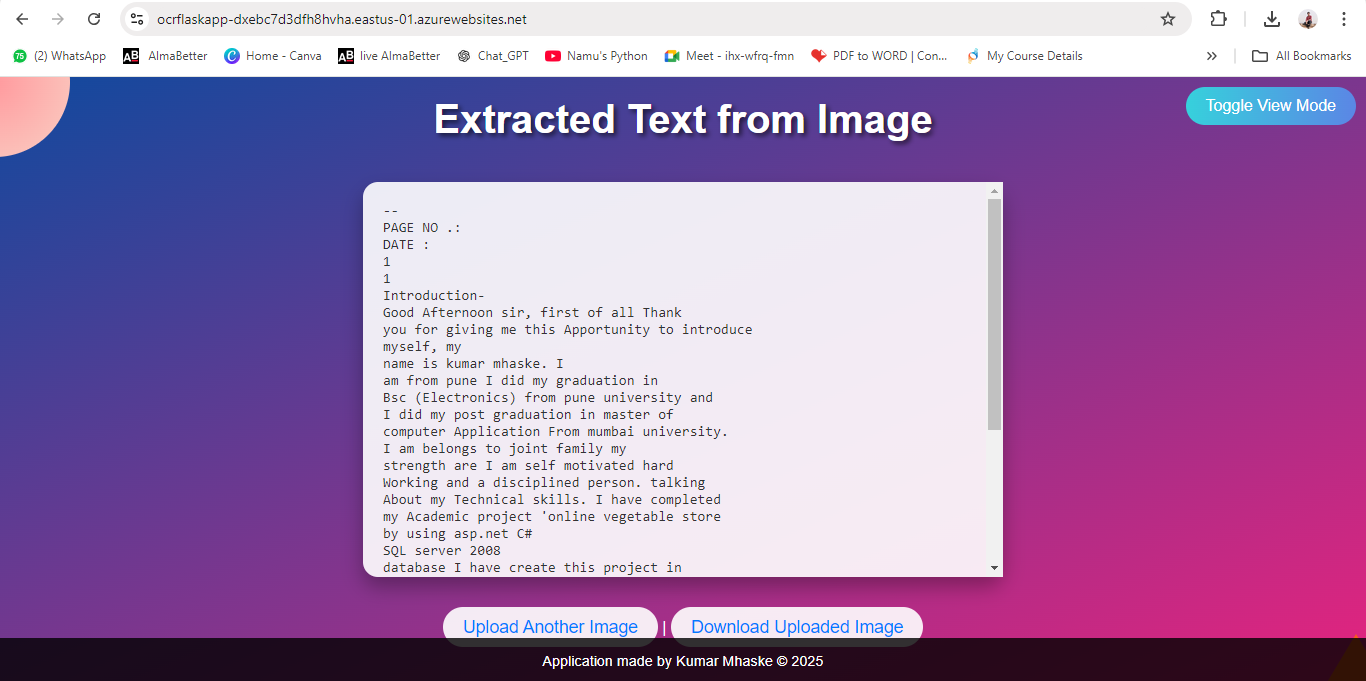 ocrflaskapp-dxebc7d3dfh8hvha.eastus-01.azurewebsites.net
75 (2) WhatsApp
AB AlmaBetter
C Home - Canva
AB live AlmaBetter
Chat_GPT
Namu's Python
Meet - ihx-wfrq-fmn
PDF to WORD | Con...
My Course Details
»
All Bookmarks
Extracted Text from Image
Toggle View Mode
--
PAGE NO .:
DATE :
1
1
Introduction-
Good Afternoon sir, first of all Thank
you for giving me this Apportunity to introduce
myself, my
name is kumar mhaske. I
am from pune I did my graduation in
Bsc (Electronics) from pune university and
I did my post graduation in master of
computer Application From mumbai university.
I am belongs to joint family my
strength are I am self motivated hard
Working and a disciplined person. talking
About my Technical skills. I have completed
my Academic project 'online vegetable store
by using asp.net C#
SQL server 2008
database I have create this project in
Upload Another Image | Download Uploaded Image
Application made by Kumar Mhaske © 2025